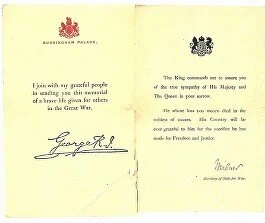 BUCKINGHAM PALACE.
I join with my grateful people
in sending you this memorial
of a brave life given for others
in the Great War.
George R.I.
The King commands me to assure you
of the true sympathy of His Majesty and
The Queen in your sorrow.
He whose loss you mourn died in the
noblest of causes. His Country will be
ever grateful to him for the sacrifice he has
made for Freedom and Justice.
Milner
Secretary of State for War.